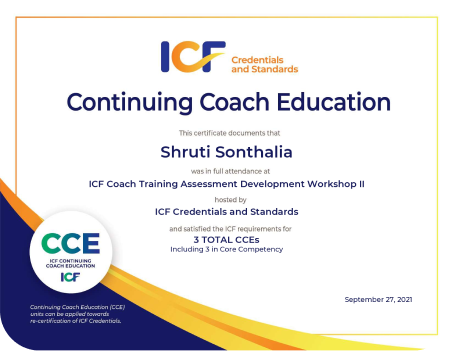 ICF Credentials
and Standards
Continuing Coach Education
This certificate documents that
Shruti Sonthalia
was in full attendance at
ICF Coach Training Assessment Development Workshop II
hosted by
ICF Credentials and Standards
and satisfied the ICF requirements for
3 TOTAL CCEs
Including 3 in Core Competency
CCE
ICF CONTINUING
COACH EDUCATION
ICF
September 27, 2021
Continuing Coach Education (CCE)
units can be applied towards
re-certification of ICF Credentials.